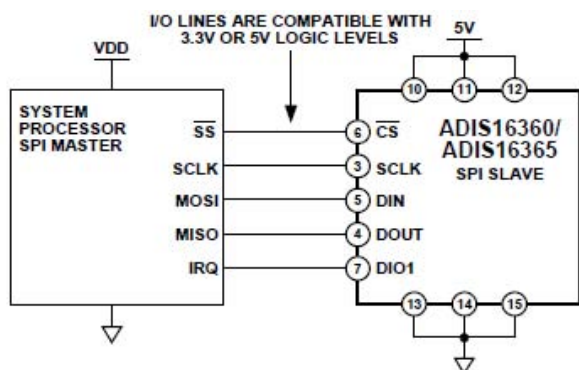 I/O LINES ARE COMPATIBLE WITH
3.3V OR 5V LOGIC LEVELS
5V
VDD
10 11 12
SYSTEM
PROCESSOR
SPI MASTER
ADIS16360/
ADIS16365
SPI SLAVE
SS 6 CS
SCLK 3 SCLK
MOSI 5 DIN
MISO 4 DOUT
IRQ 7 DIO1
13 14 15